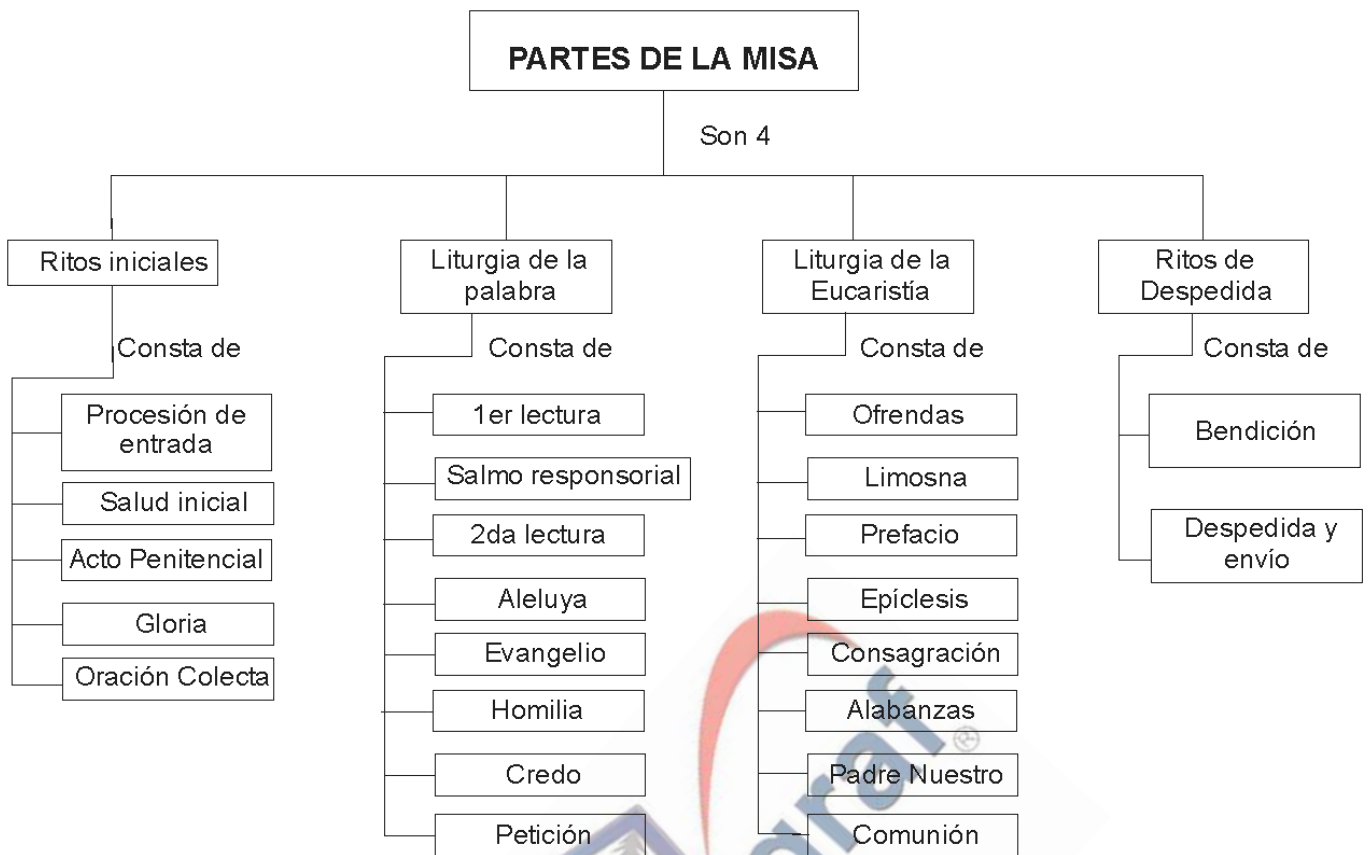 PARTES DE LA MISA
Son 4
Ritos iniciales
Consta de
Procesión de
entrada
Salud inicial
Acto Penitencial
Gloria
Oración Colecta
Liturgia de la
palabra
Consta de
1er lectura
Salmo responsorial
2da lectura
Aleluya
Evangelio
Homilia
Credo
Petición
Liturgia de la
Eucaristía
Consta de
Ofrendas
Limosna
Prefacio
Epíclesis
Consagración
Alabanzas
Padre Nuestro
Comunión
Ritos de
Despedida
Consta de
Bendición
Despedida y
envío